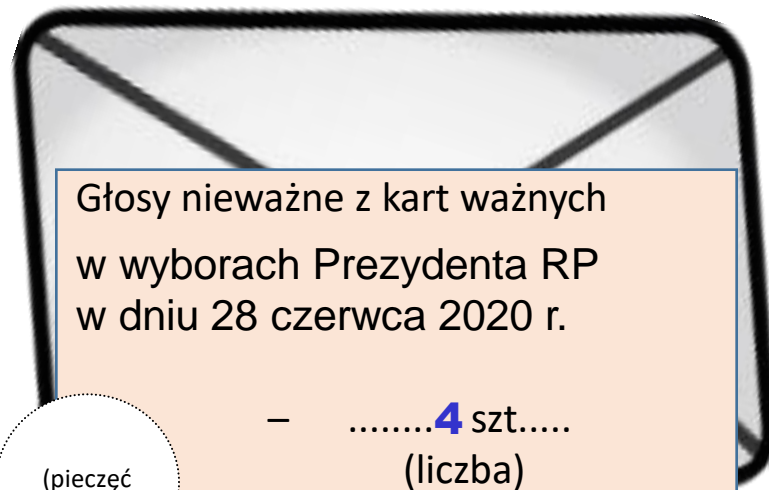 Głosy nieważne z kart ważnych
w wyborach Prezydenta RP
w dniu 28 czerwca 2020 r.
– ........4 szt.....
(liczba)
(pieczęć